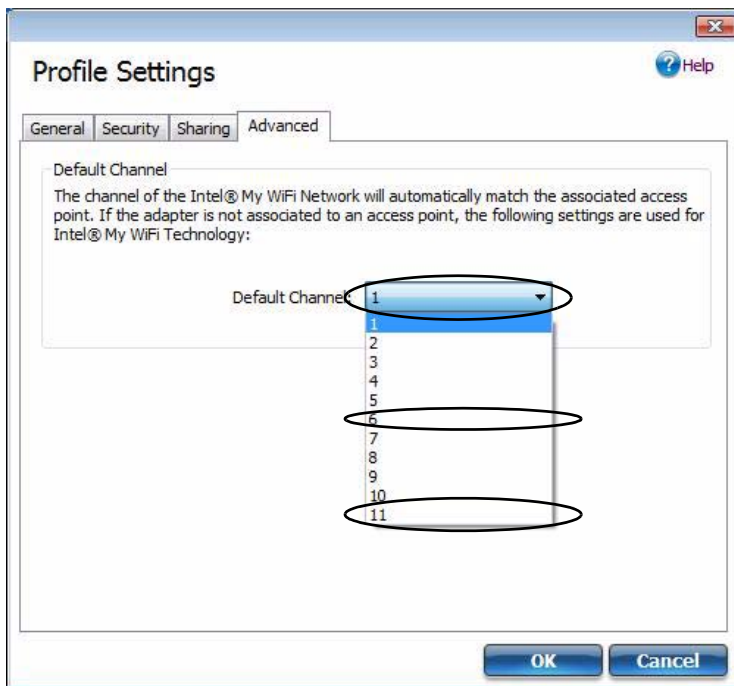 Profile Settings
Help
General Security Sharing Advanced
Default Channel
The channel of the Intel® My WiFi Network will automatically match the associated access
point. If the adapter is not associated to an access point, the following settings are used for
Intel® My WiFi Technology:
Default Channel: 1
1
2
3
4
5
6
7
8
9
10
11
OK Cancel